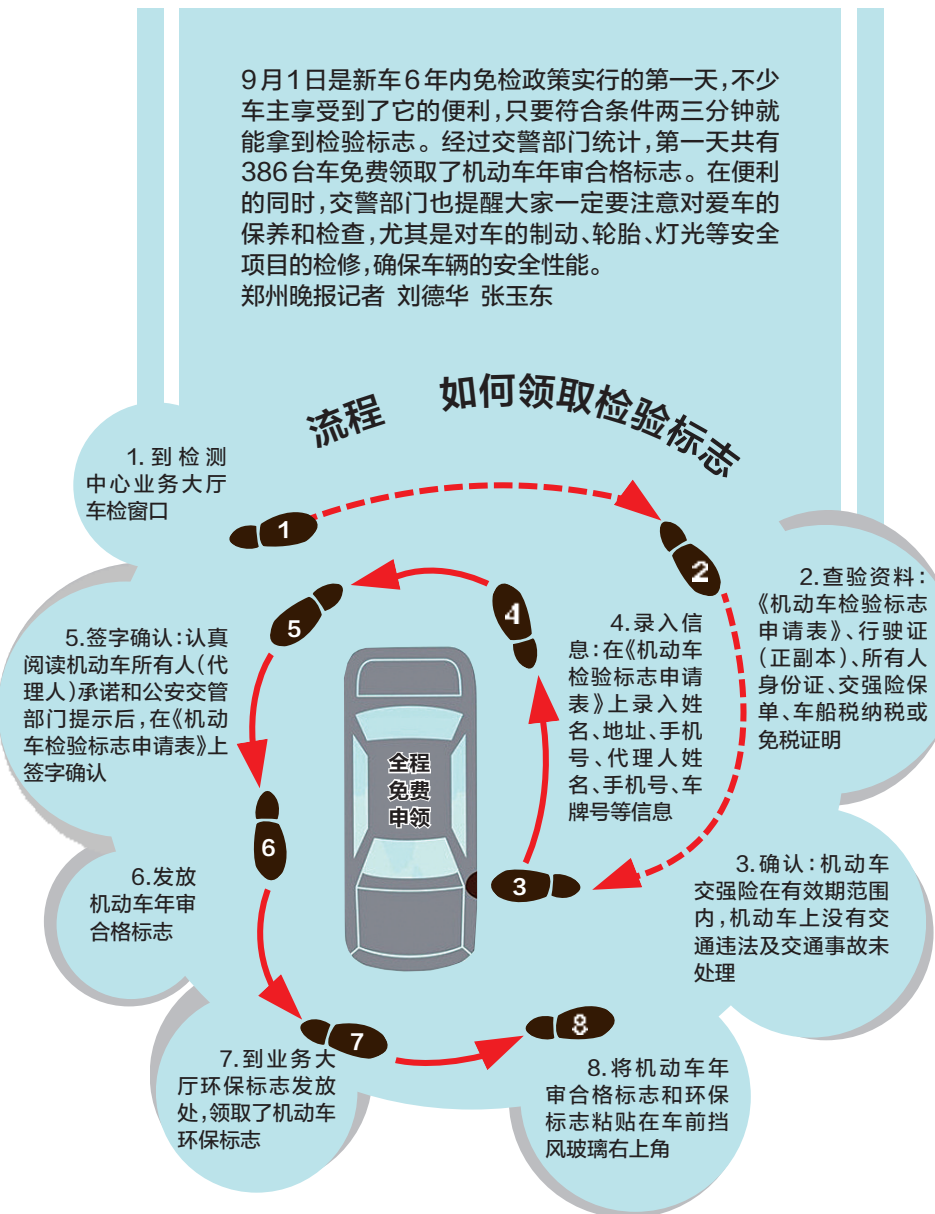 9月1日是新车6年内免检政策实行的第一天,不少
车主享受到了它的便利,只要符合条件两三分钟就
能拿到检验标志。经过交警部门统计,第一天共有
386台车免费领取了机动车年审合格标志。在便利
的同时,交警部门也提醒大家一定要注意对爱车的
保养和检查,尤其是对车的制动、轮胎、灯光等安全
项目的检修,确保车辆的安全性能。
郑州晚报记者 刘德华 张玉东
流程 如何领取检验标志
1.到检测
中心业务大厅
车检窗口
1
2
2.查验资料:
《机动车检验标志
申请表》、行驶证
(正副本)、所有人
身份证、交强险保
单、车船税纳税或
免税证明
3
3.确认:机动车
交强险在有效期范围
内,机动车上没有交
通违法及交通事故未
处理
4
4.录入信
息:在《机动车
检验标志申请
表》上录入姓
名、地址、手机
号、代理人姓
名、手机号、车
牌号等信息
5
5.签字确认:认真
阅读机动车所有人(代
理人)承诺和公安交管
部门提示后,在《机动
车检验标志申请表》上
签字确认
全程
免费
申领
6
6.发放
机动车年审
合格标志
7
7.到业务大
厅环保标志发放
处,领取了机动车
环保标志
8
8.将机动车年
审合格标志和环保
标志粘贴在车前挡
风玻璃右上角